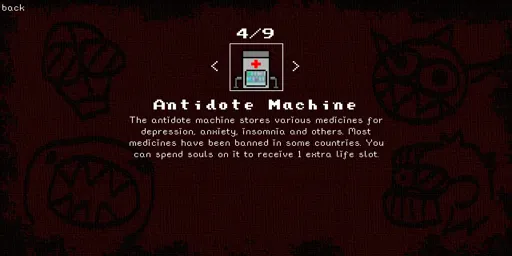 back
4/9
< >
Antidote Machine
The antidote machine stores various medicines for
depression, anxiety, insomnia and others. Most
medicines have been banned in some countries. You
can spend souls on it to receive 1 extra life slot.